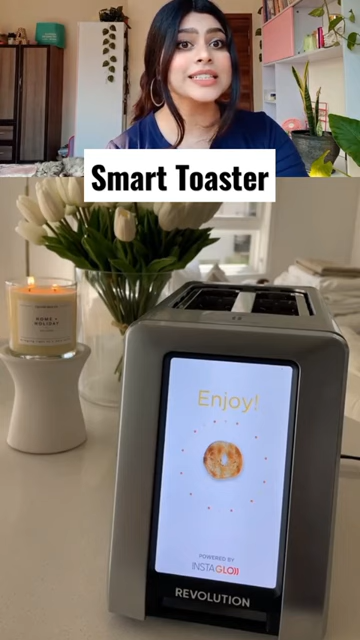 Smart Toaster
HOME +
HOLIDAY
Enjoy!
POWERED BY
INSTAGLO
REVOLUTION